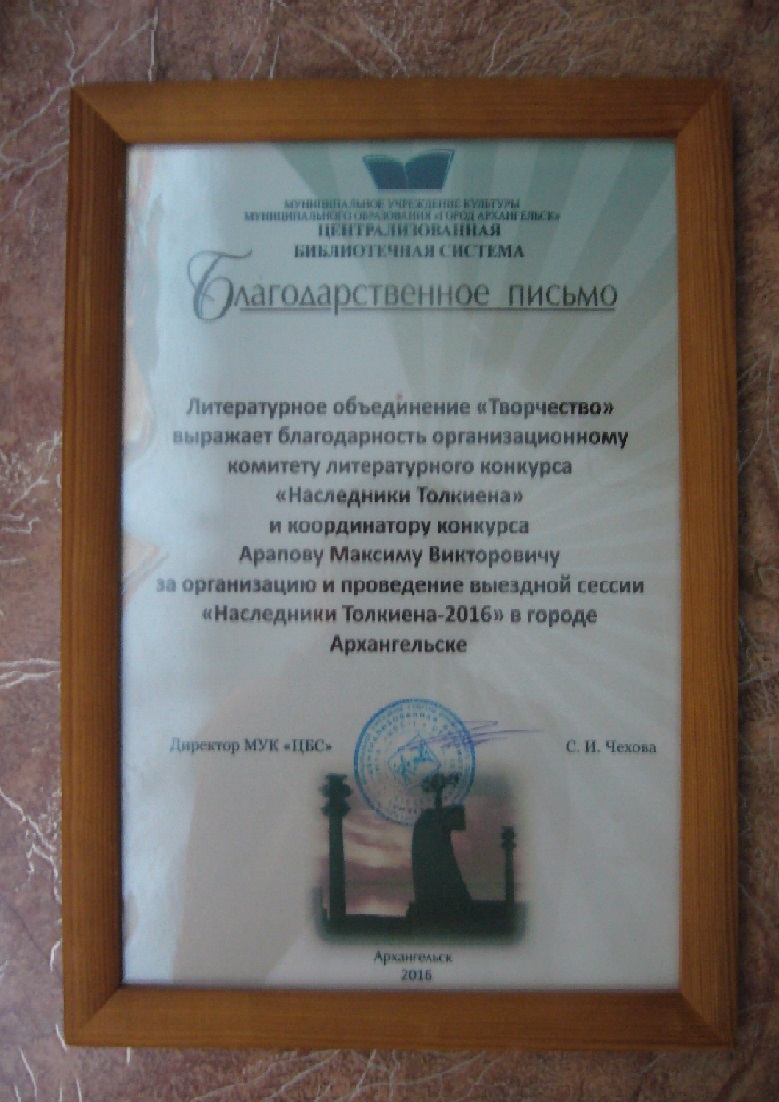 МУНИЦИПАЛЬНОЕ УЧРЕЖДЕНИЕ КУЛЬТУРЫ
МУНИЦИПАЛЬНОГО ОБРАЗОВАНИЯ «ГОРОД АРХАНГЕЛЬСК»
ЦЕНТРАЛИЗОВАННАЯ
БИБЛИОТЕЧНАЯ СИСТЕМА
Благодарственное письмо
Литературное объединение «Творчество»
выражает благодарность организационному
комитету литературного конкурса
«Наследники Толкиена»
и координатору конкурса
Арапову Максиму Викторовичу
за организацию и проведение выездной сессии
«Наследники Толкиена-2016» в городе
Архангельске
Директор МУК «ЦБС» С. И. Чехова
Архангельск
2016